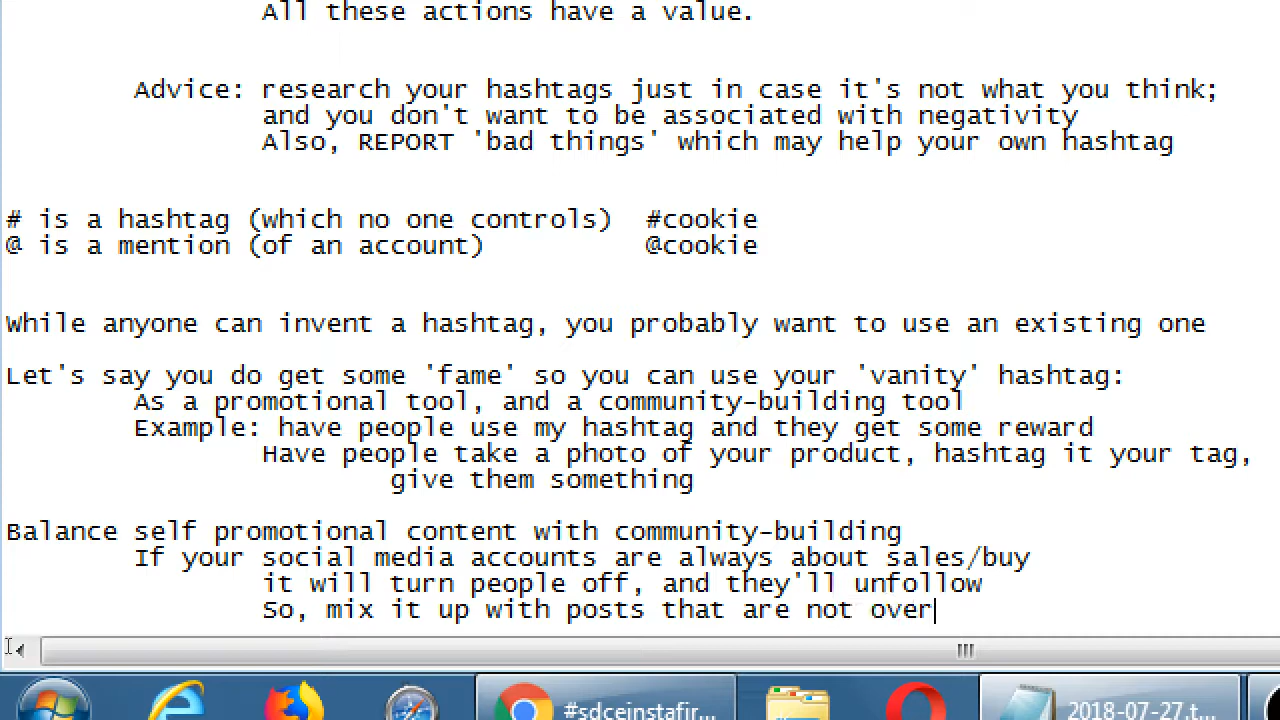 All these actions have a value.
Advice: research your hashtags just in case it's not what you think;
and you don't want to be associated with negativity
Also, REPORT 'bad things' which may help your own hashtag
# is a hashtag (which no one controls) #cookie
@ is a mention (of an account) @cookie
While anyone can invent a hashtag, you probably want to use an existing one
Let's say you do get some 'fame' so you can use your 'vanity' hashtag:
As a promotional tool, and a community-building tool
Example: have people use my hashtag and they get some reward
Have people take a photo of your product, hashtag it your tag,
give them something
Balance self promotional content with community-building
If your social media accounts are always about sales/buy
it will turn people off, and they'll unfollow
So, mix it up with posts that are not over
#sdceinstafir...
2018-07-27.t...